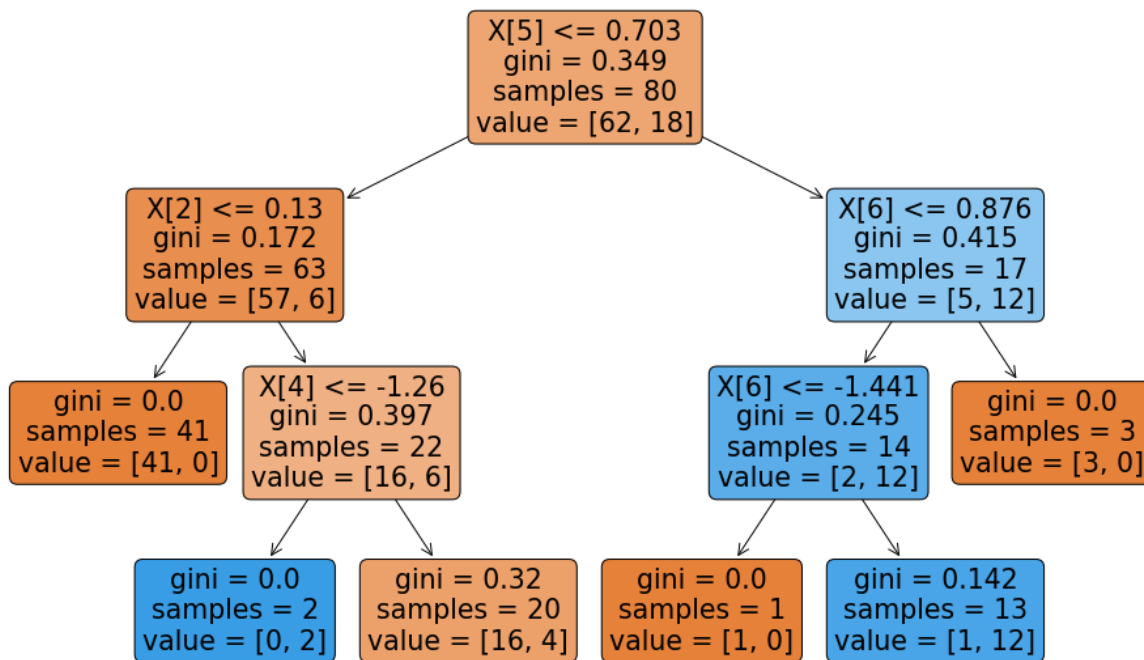 X[5] <= 0.703
gini = 0.349
samples = 80
value = [62, 18]
X[2] <= 0.13
gini = 0.172
samples = 63
value = [57, 6]
X[6] <= 0.876
gini = 0.415
samples = 17
value = [5, 12]
gini = 0.0
samples = 41
value = [41, 0]
X[4] <= -1.26
gini = 0.397
samples = 22
value = [16, 6]
X[6] <= -1.441
gini = 0.245
samples = 14
value = [2, 12]
gini = 0.0
samples = 3
value = [3, 0]
gini = 0.0
samples = 2
value = [0, 2]
gini = 0.32
samples = 20
value = [16, 4]
gini = 0.0
samples = 1
value = [1, 0]
gini = 0.142
samples = 13
value = [1, 12]